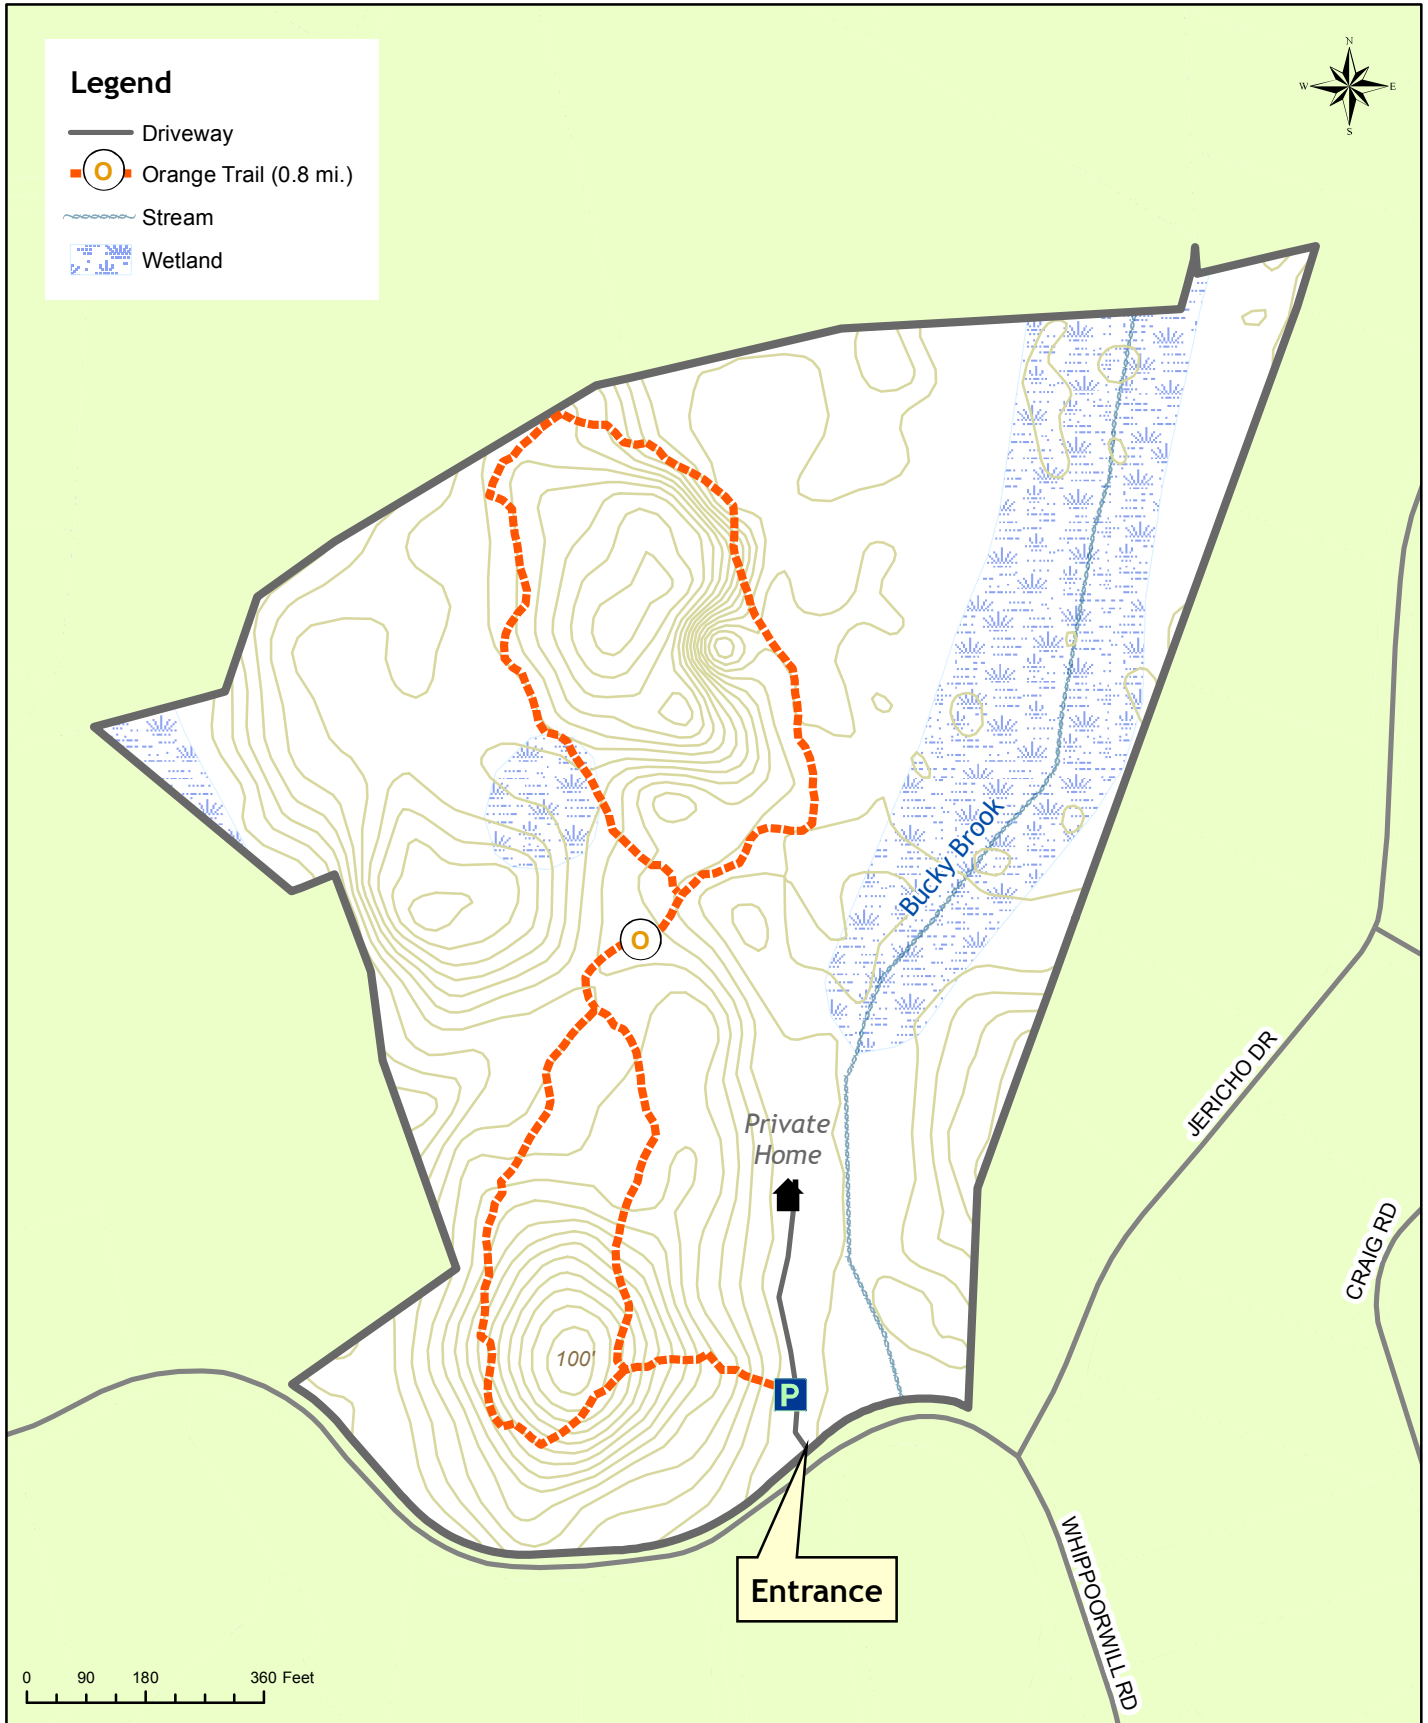 Legend
Driveway
O
Orange Trail (0.8 mi.)
Stream
Wetland
N
W
E
S
Bucky Brook
O
JERICHO DR
Private
Home
CRAIG RD
100'
P
Entrance
WHIPPOORWILL RD
0 90 180 360 Feet